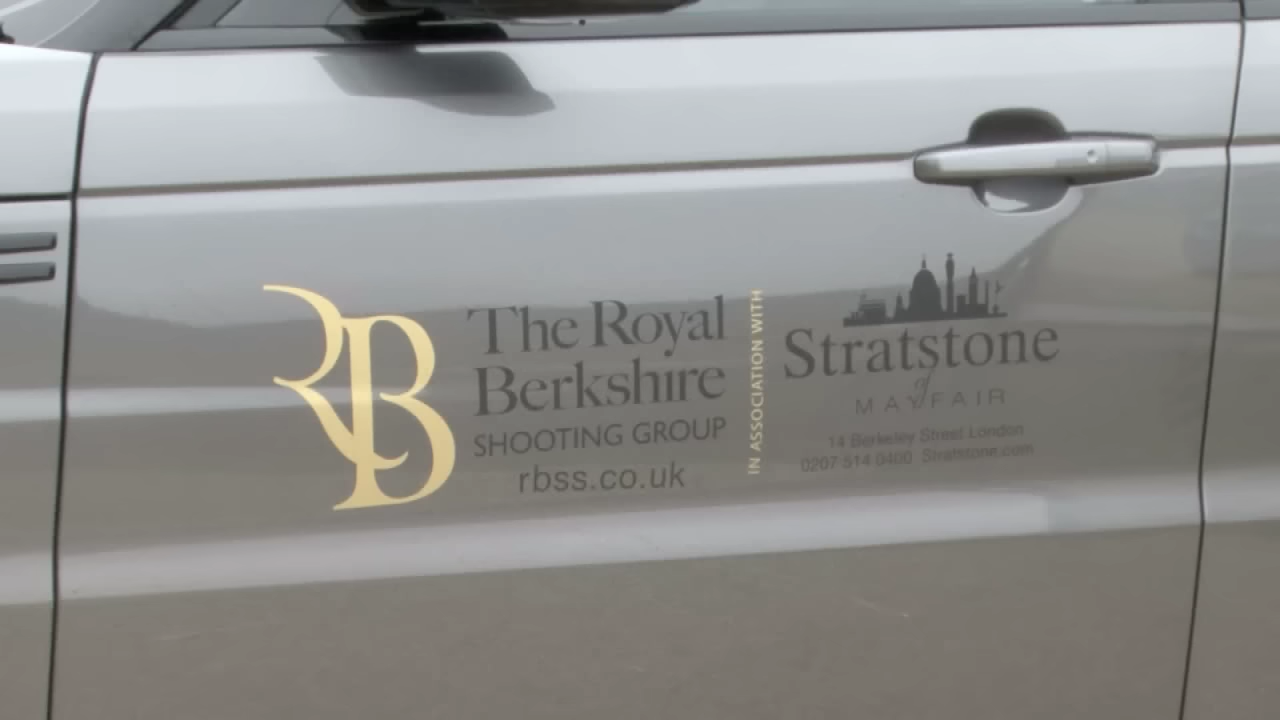 RB
The Royal
Berkshire
SHOOTING GROUP
rbss.co.uk
IN ASSOCIATION WITH
Stratstone
of
MAYFAIR
14 Berkeley Street London
0207 514 0400 Stratstone.com